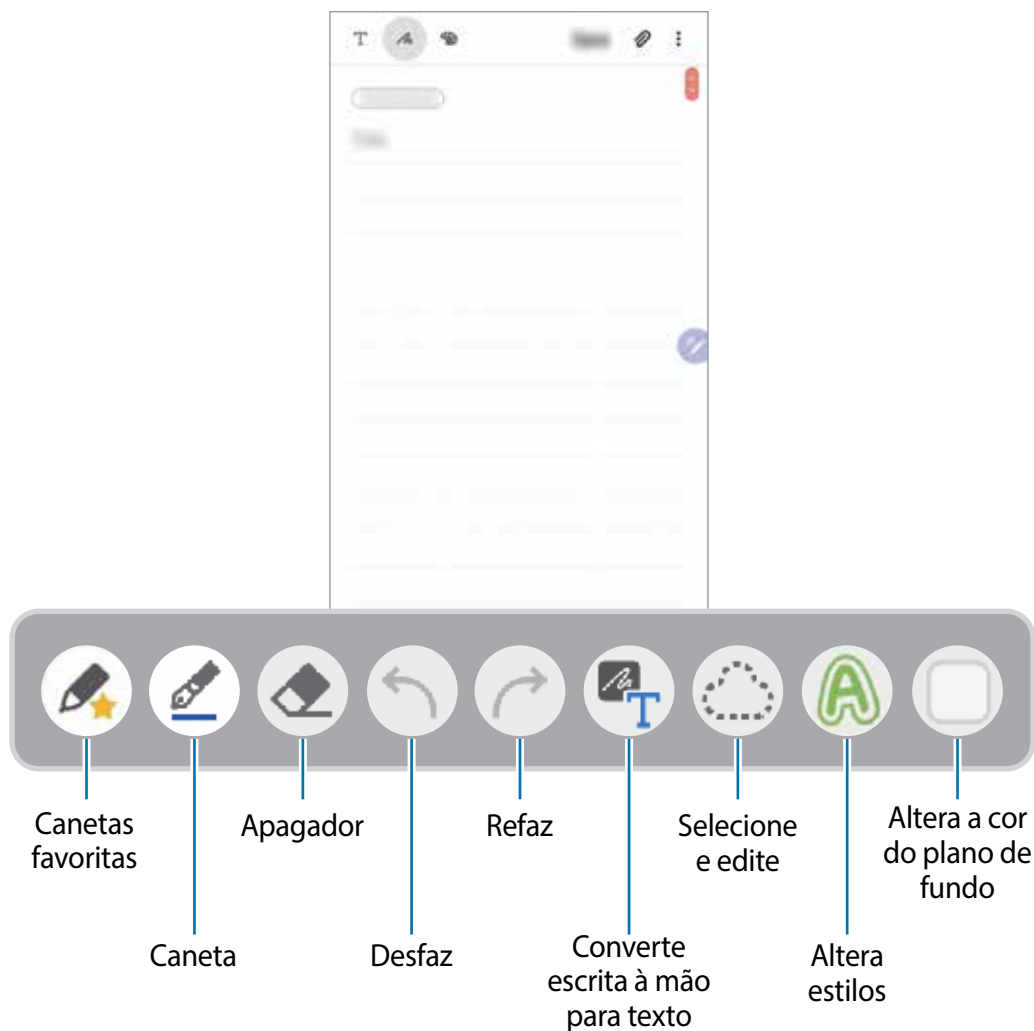 T
Canetas
favoritas
Apagador
Refaz
Selecione
e edite
Altera a cor
do plano de
fundo
Caneta
Desfaz
Converte
escrita à mão
para texto
Altera
estilos